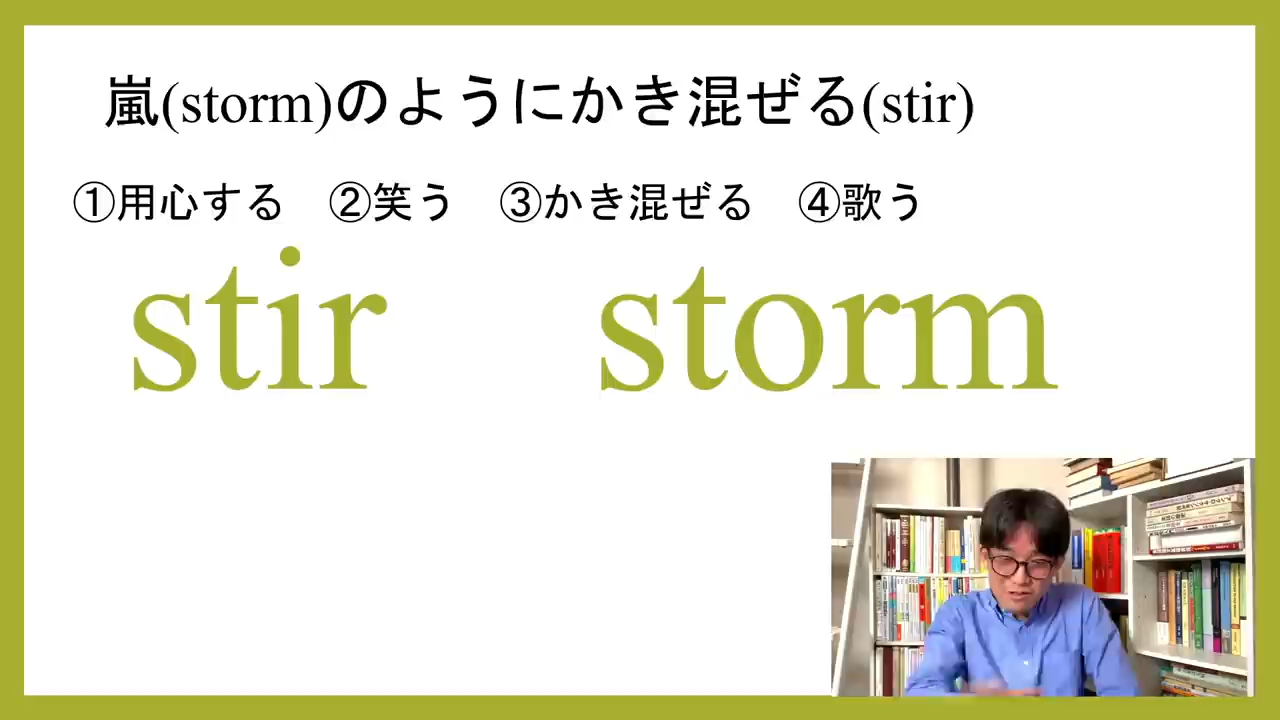 嵐(storm)のようにかき混ぜる(stir)
①用心する ②笑う ③かき混ぜる ④歌う
stir storm